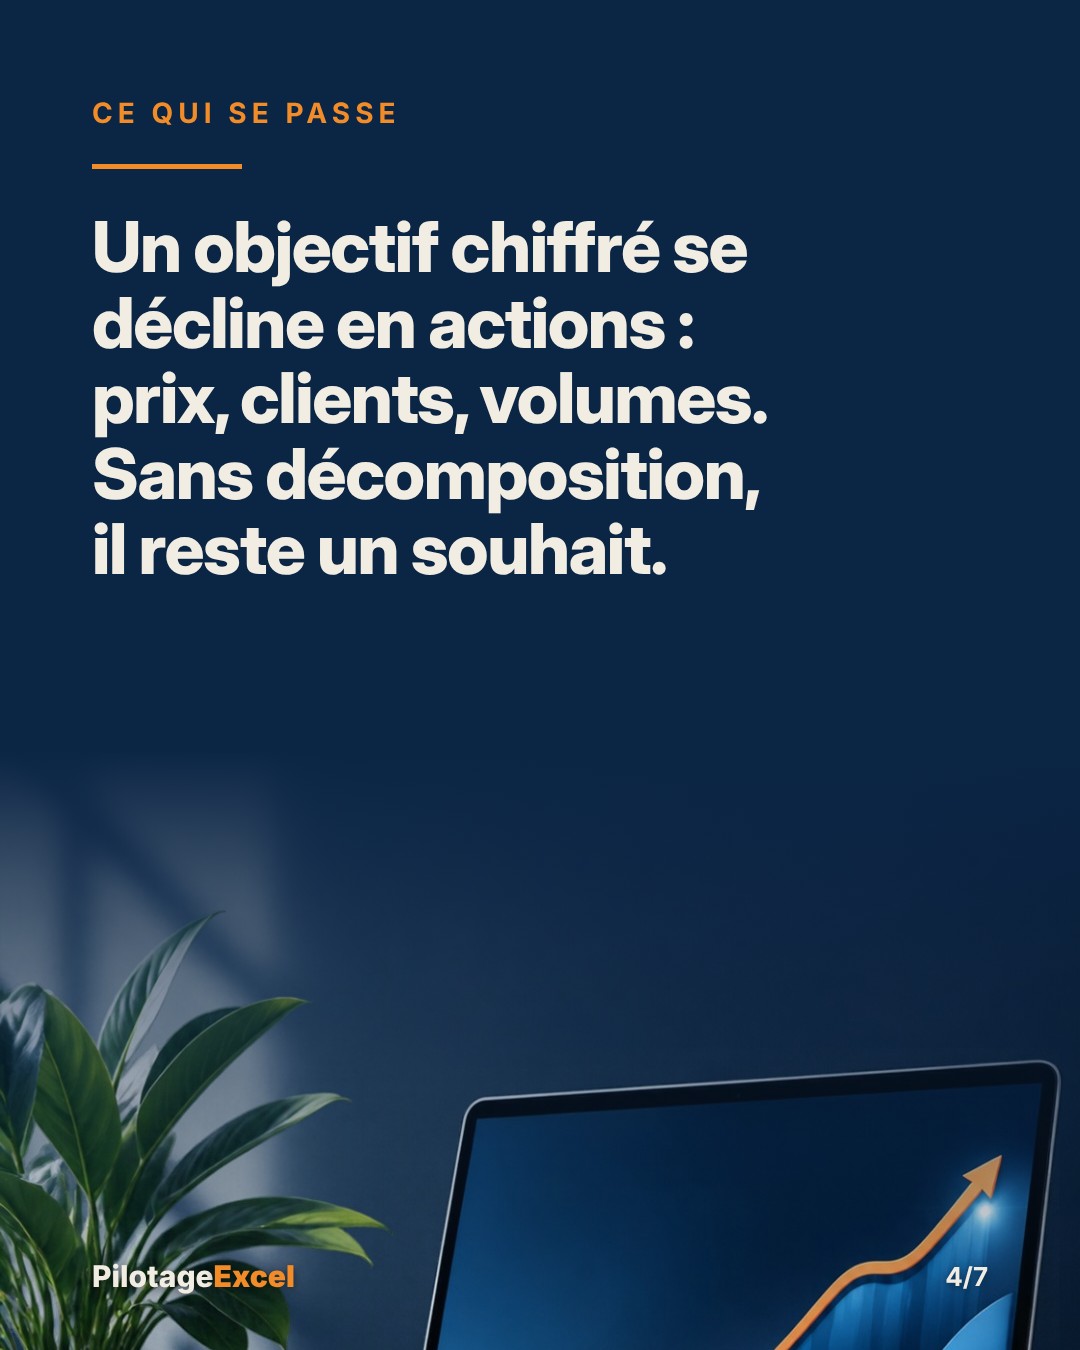 CE QUI SE PASSE
Un objectif chiffré se
décline en actions :
prix, clients, volumes.
Sans décomposition,
il reste un souhait.
PilotageExcel
4/7